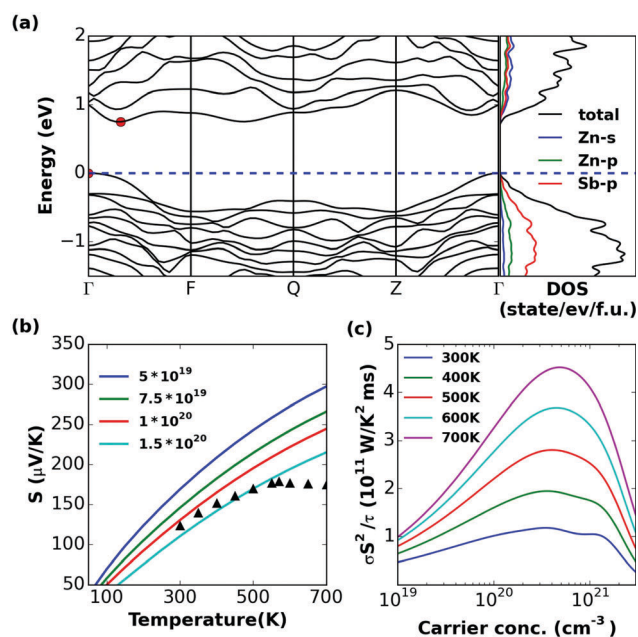 (a)
2
1
0
−1
Energy (eV)
Γ F Q Z Γ
total
Zn-s
Zn-p
Sb-p
DOS
(state/ev/f.u.)
(b)
350
300
250
200
150
100
50
S (μV/K)
5*10^19
7.5*10^19
1*10^20
1.5*10^20
100 300 500 700
Temperature(K)
(c)
5
4
3
2
1
σS²/τ (10^11 W/K² ms)
300K
400K
500K
600K
700K
10^19 10^20 10^21
Carrier conc. (cm^-3)